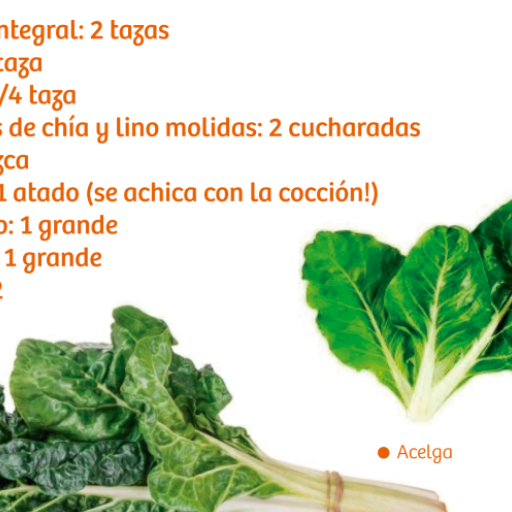 ntegral: 2 tazas
taza
/4 taza
s de chía y lino molidas: 2 cucharadas
zca
1 atado (se achica con la cocción!)
o: 1 grande
1 grande
2
Acelga